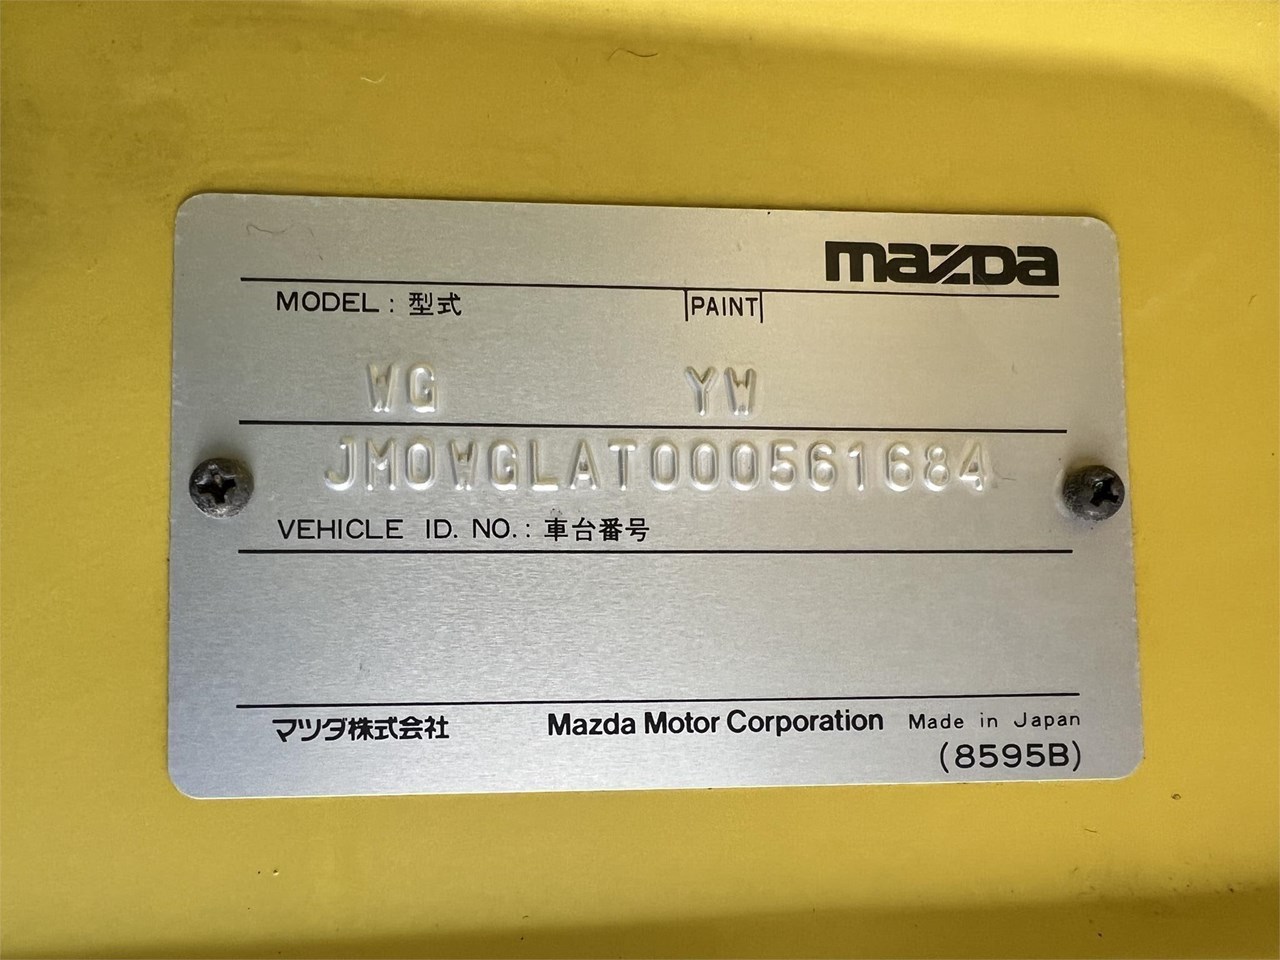 mazda
MODEL : 型式 PAINT
WG YW
JM0WGLAT000561684
VEHICLE ID. NO. : 車台番号
マツダ株式会社 Mazda Motor Corporation Made in Japan
(8595B)